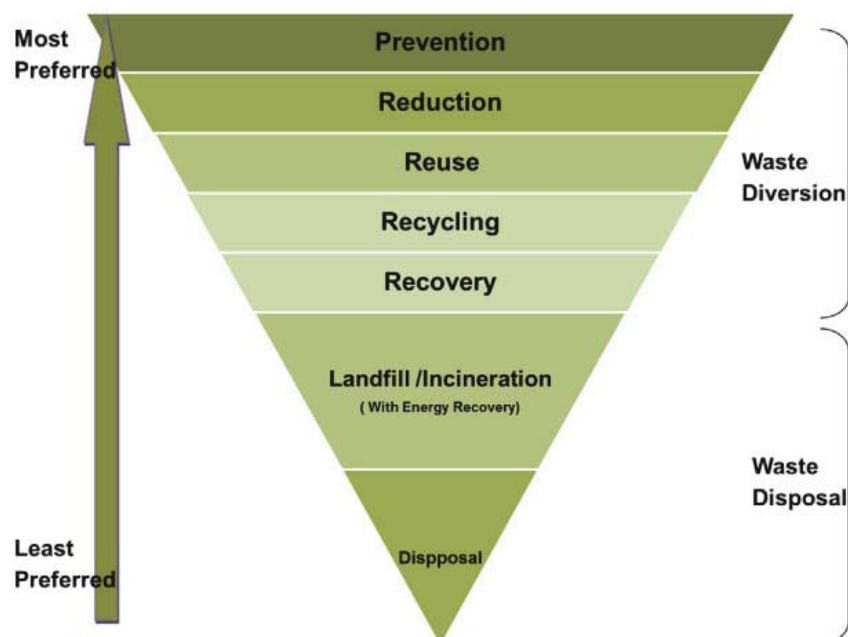 Most
Preferred
Prevention
Reduction
Reuse
Recycling
Recovery
Waste
Diversion
Landfill /Incineration
( With Energy Recovery)
Waste
Disposal
Least
Preferred
Dispposal